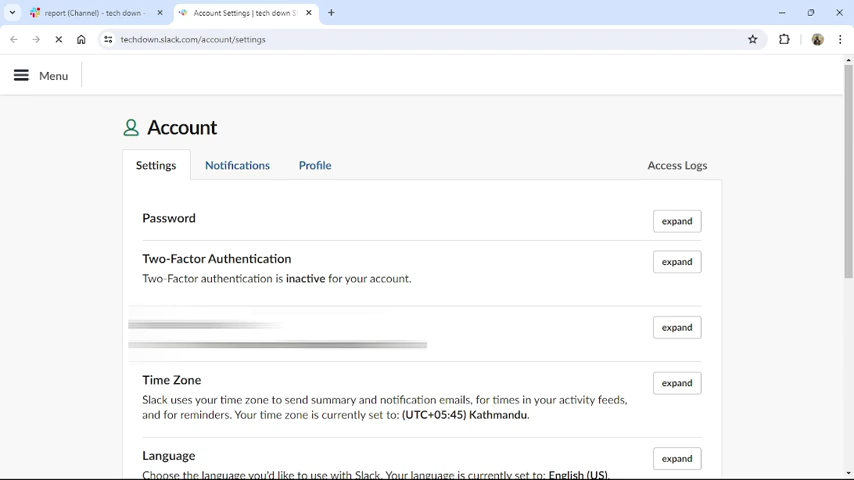 report (Channel) - tech down -
Account Settings | tech down Sl
techdown.slack.com/account/settings
Menu
Account
Settings
Notifications
Profile
Access Logs
Password
expand
Two-Factor Authentication
Two-Factor authentication is inactive for your account.
expand
expand
Time Zone
Slack uses your time zone to send summary and notification emails, for times in your activity feeds,
and for reminders. Your time zone is currently set to: (UTC+05:45) Kathmandu.
expand
Language
Choose the language you'd like to use with Slack. Your language is currently set to: English (US).
expand